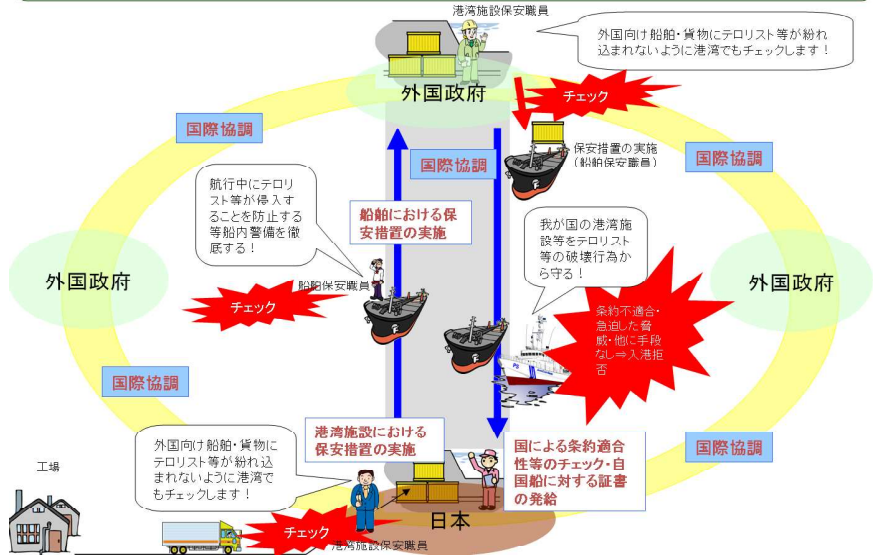 港湾施設保安職員
外国向け船舶・貨物にテロリスト等が紛れ
込まれないように港湾でもチェックします！
外国政府
チェック
国際協調
国際協調
国際協調
保安措置の実施
（船舶保安職員）
航行中にテロリ
スト等が侵入す
ることを防止する
等船内警備を徹
底する！
船舶における保
安措置の実施
我が国の港湾施
設等をテロリスト
等の破壊行為か
ら守る！
外国政府
外国政府
船舶保安職員
チェック
条約不適合・
急迫した脅
威・他に手段
なし⇒入港拒
否
国際協調
国際協調
外国向け船舶・貨物に
テロリスト等が紛れ込
まれないように港湾で
もチェックします！
港湾施設における
保安措置の実施
国による条約適合
性等のチェック・自
国船に対する証書
の発給
工場
日本
チェック
港湾施設保安職員